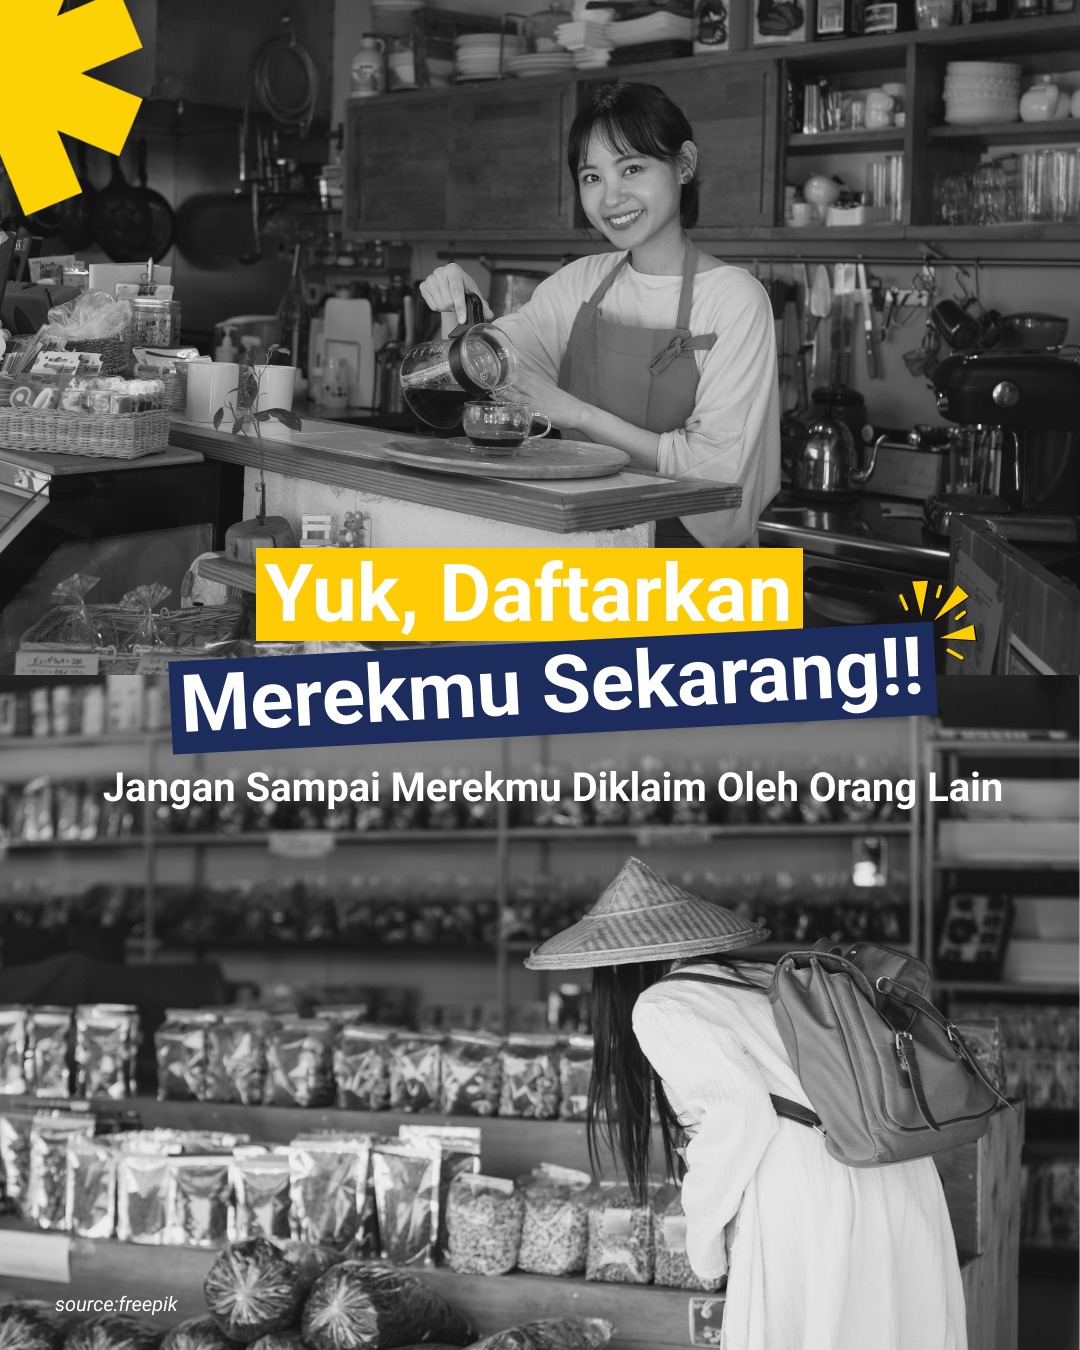 Yuk, Daftarkan
Merekmu Sekarang!!
Jangan Sampai Merekmu Diklaim Oleh Orang Lain
source:freepik